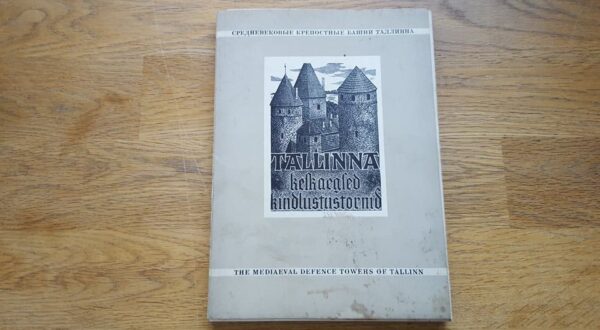 СРЕДНЕВЕКОВЫЕ КРЕПОСТНЫЕ БАШНИ ТАЛЛИННА
TALLINNA
keſkaegſed
kindluſtuſtornid
THE MEDIAEVAL DEFENCE TOWERS OF TALLINN